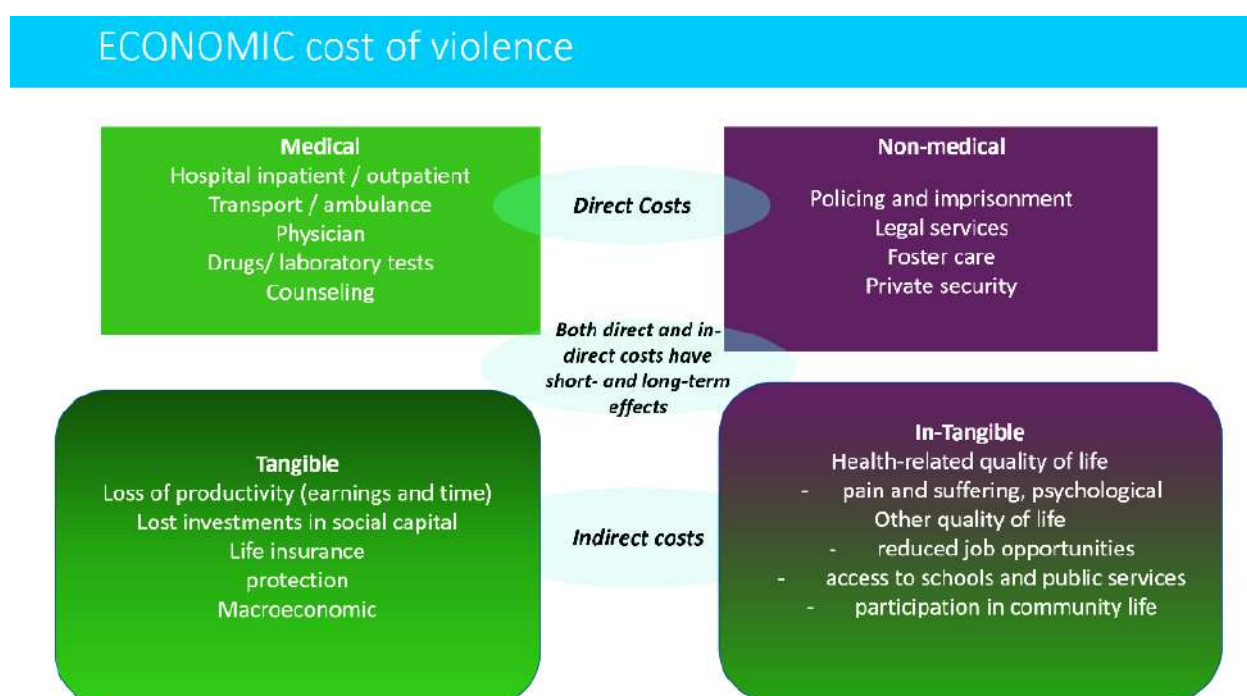 ECONOMIC cost of violence
Medical
Hospital inpatient / outpatient
Transport / ambulance
Physician
Drugs/ laboratory tests
Counseling
Direct Costs
Non-medical
Policing and imprisonment
Legal services
Foster care
Private security
Both direct and in-
direct costs have
short- and long-term
effects
Tangible
Loss of productivity (earnings and time)
Lost investments in social capital
Life insurance
protection
Macroeconomic
Indirect costs
In-Tangible
Health-related quality of life
- pain and suffering, psychological
Other quality of life
- reduced job opportunities
- access to schools and public services
- participation in community life